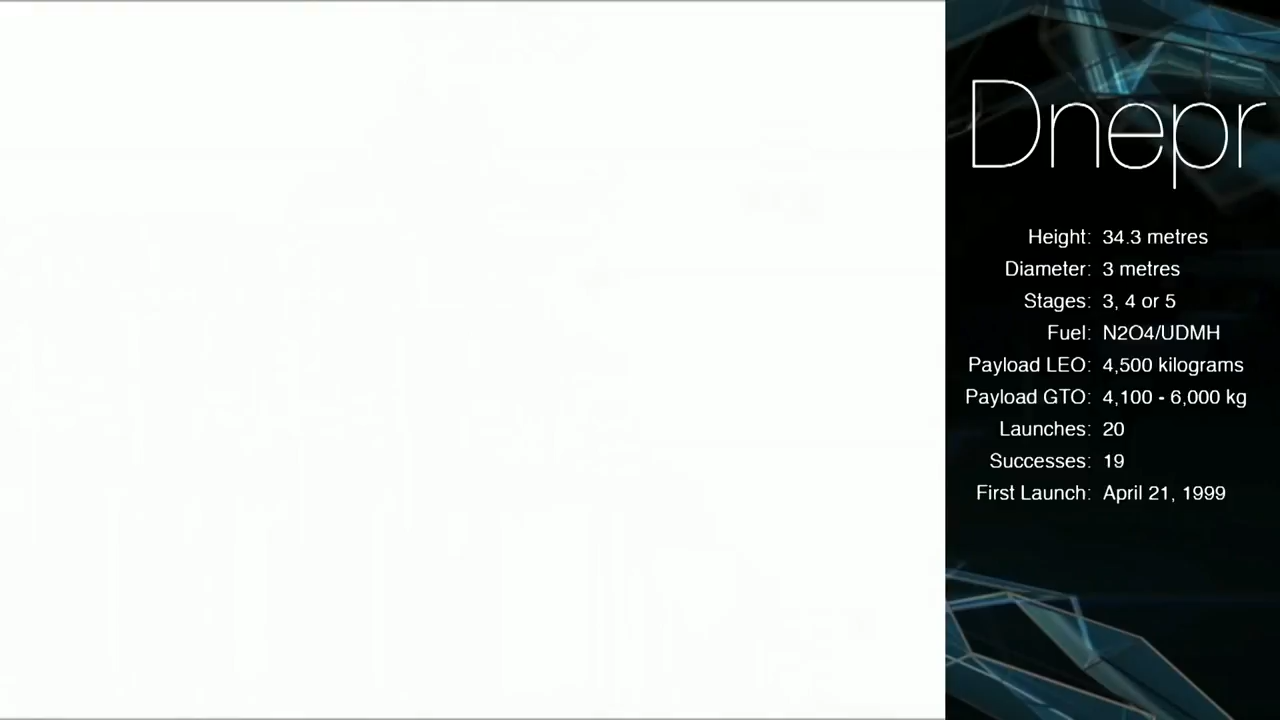 Dnepr
Height: 34.3 metres
Diameter: 3 metres
Stages: 3, 4 or 5
Fuel: N2O4/UDMH
Payload LEO: 4,500 kilograms
Payload GTO: 4,100 - 6,000 kg
Launches: 20
Successes: 19
First Launch: April 21, 1999